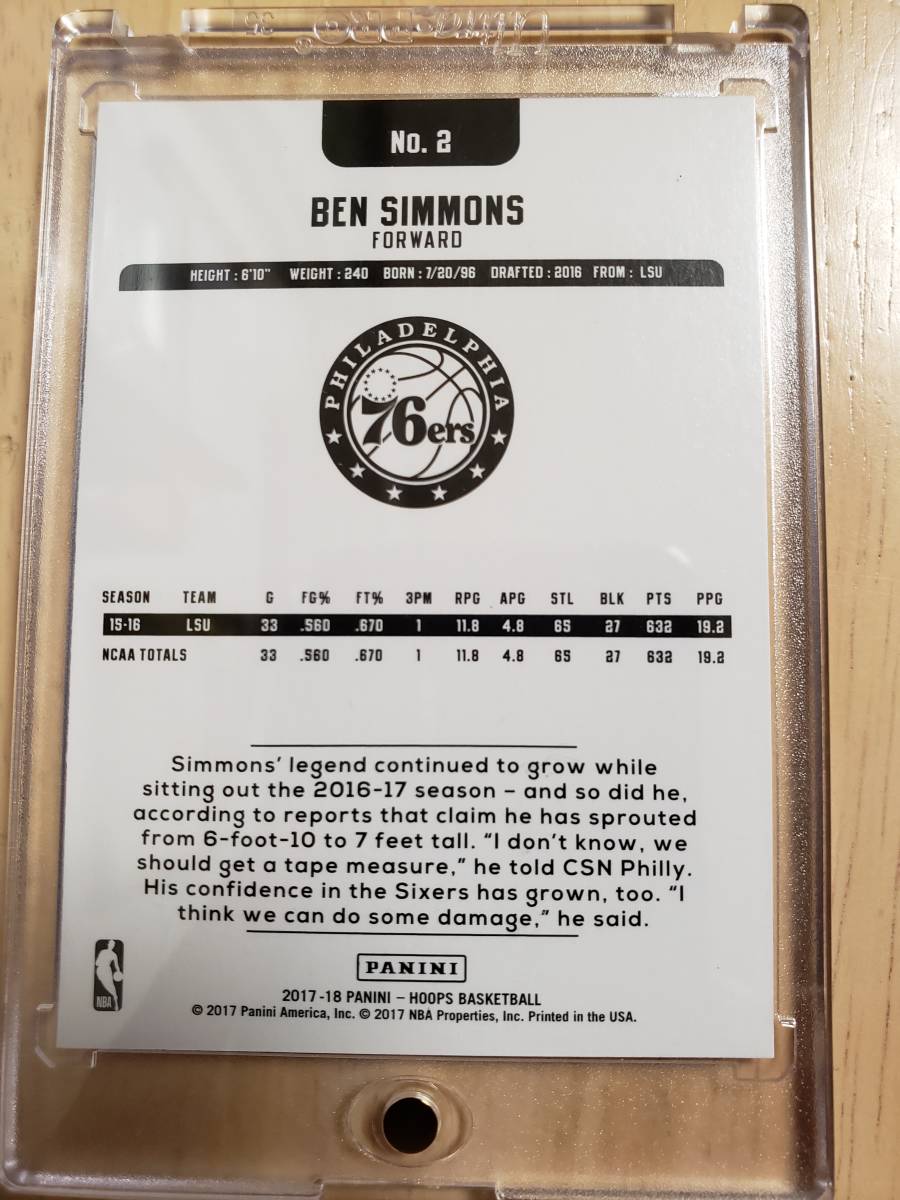 Ultra PRO®
35
No. 2
BEN SIMMONS
FORWARD
HEIGHT : 6'10" WEIGHT : 240 BORN : 7/20/96 DRAFTED : 2016 FROM : LSU
PHILADELPHIA
76ers
SEASON TEAM G FG% FT% 3PM RPG APG STL BLK PTS PPG
15-16 LSU 33 .560 .670 1 11.8 4.8 65 27 632 19.2
NCAA TOTALS 33 .560 .670 1 11.8 4.8 65 27 632 19.2
Simmons' legend continued to grow while
sitting out the 2016-17 season – and so did he,
according to reports that claim he has sprouted
from 6-foot-10 to 7 feet tall. "I don't know, we
should get a tape measure," he told CSN Philly.
His confidence in the Sixers has grown, too. "I
think we can do some damage," he said.
NBA
PANINI
2017-18 PANINI – HOOPS BASKETBALL
© 2017 Panini America, Inc. © 2017 NBA Properties, Inc. Printed in the USA.